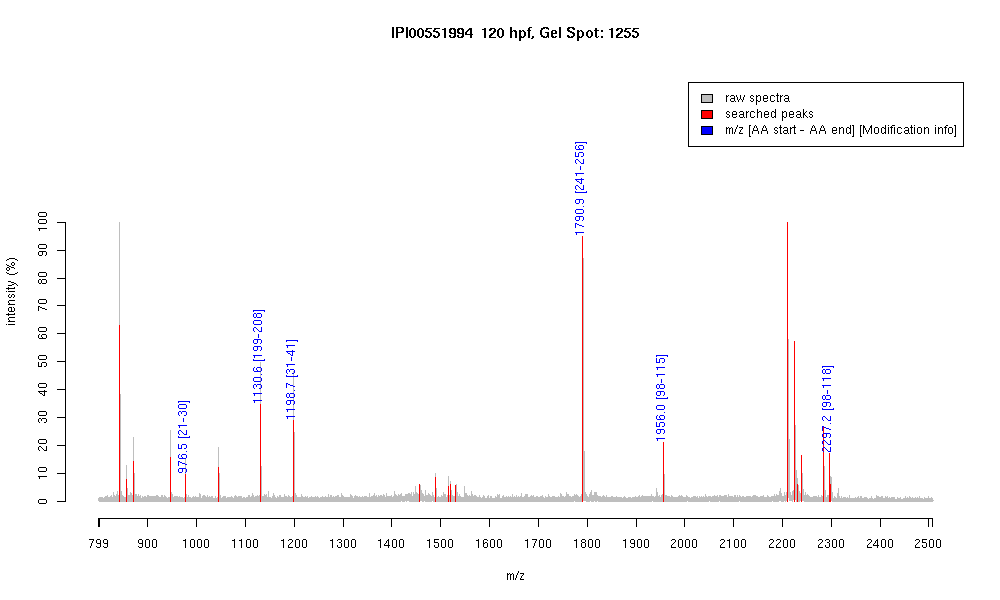 IPI00551994  120 hpf, Gel Spot: 1255
raw spectra
searched peaks
m/z [AA start - AA end] [Modification info]
intensity (%)
100
90
80
70
60
50
40
30
20
10
0
976.5 [21-30]
1130.6 [199-208]
1198.7 [31-41]
1790.9 [241-256]
1956.0 [98-115]
2297.2 [98-118]
799 900 1000 1100 1200 1300 1400 1500 1600 1700 1800 1900 2000 2100 2200 2300 2400 2500
m/z